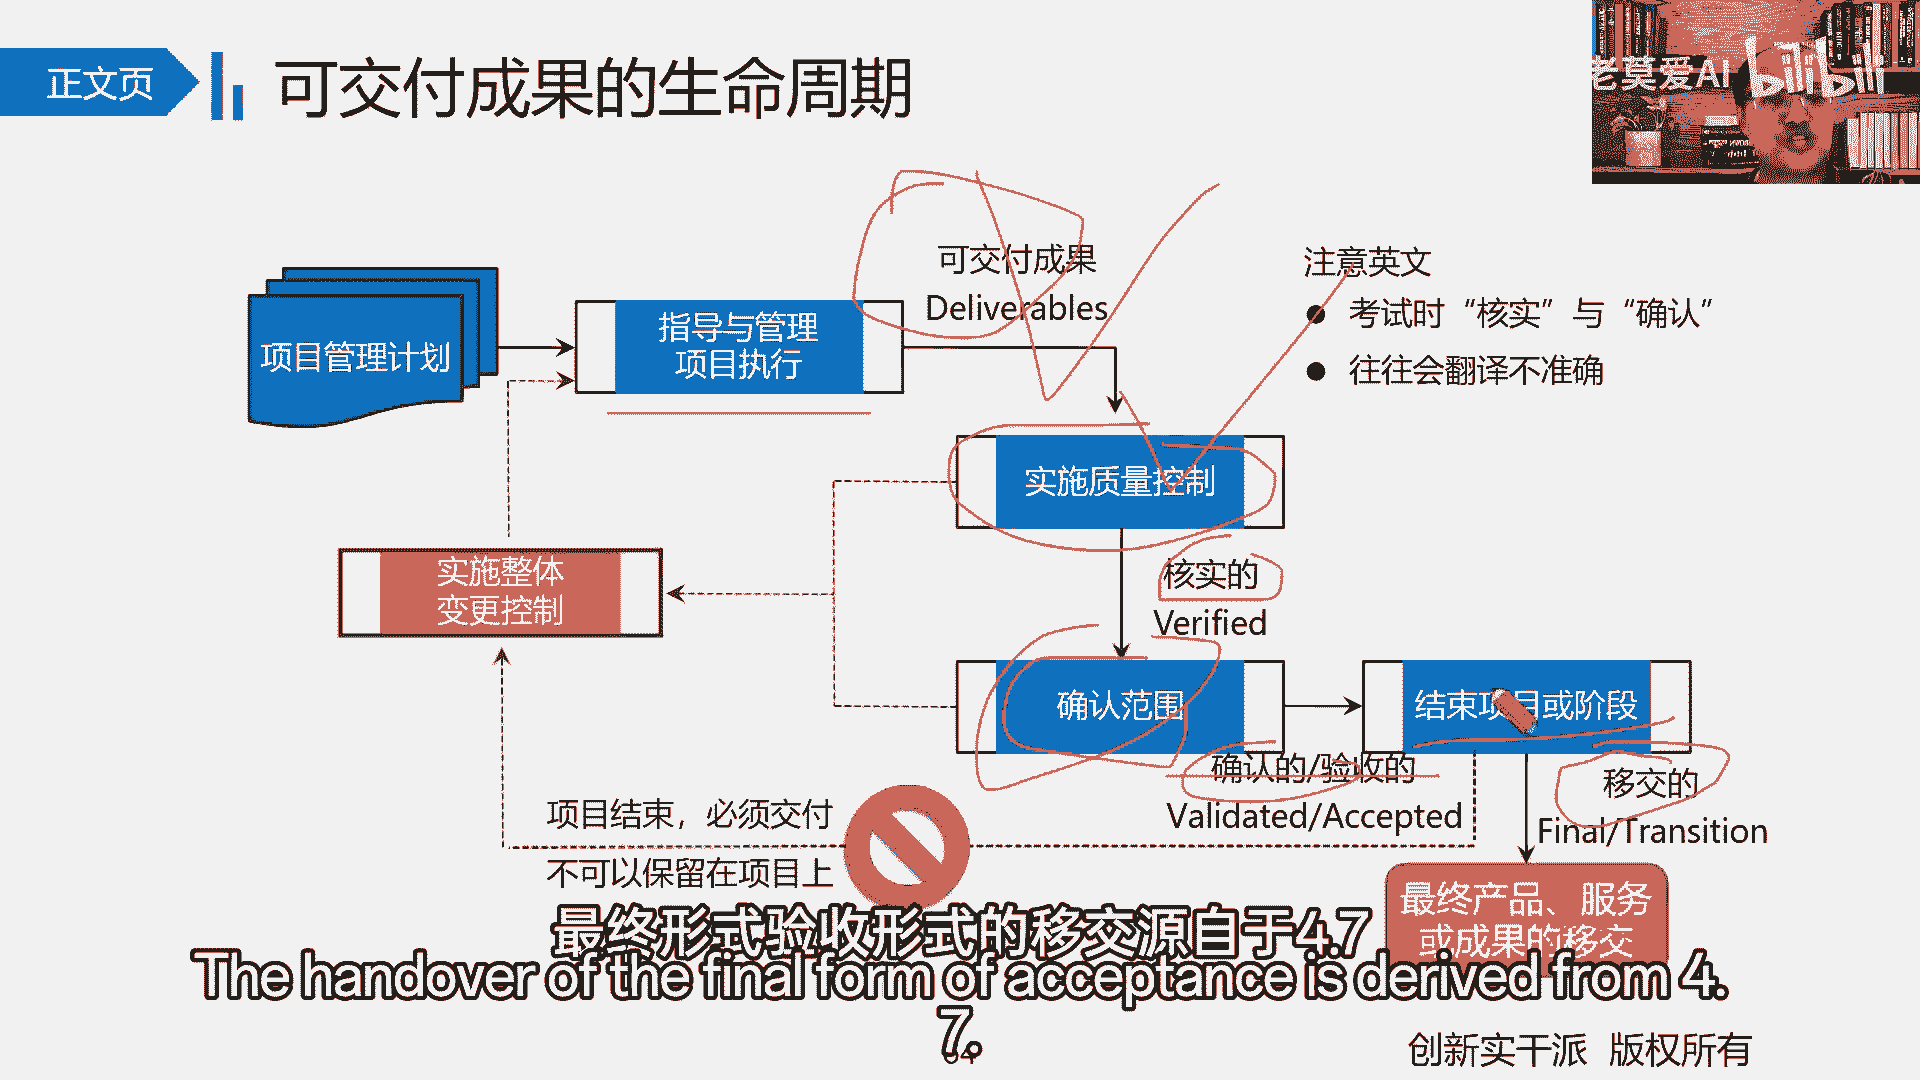 正文页
可交付成果的生命周期
老莫爱AI
bilibili
可交付成果
Deliverables
注意英文
考试时“核实”与“确认”
往往会翻译不准确
项目管理计划
指导与管理
项目执行
实施质量控制
实施整体
变更控制
核实的
Verified
确认范围
结束项目或阶段
确认的/验收的
Validated/Accepted
移交的
Final/Transition
项目结束，必须交付
不可以保留在项目上
最终产品、服务
或成果的移交
最终形式验收形式的移交源自于4.7
The handover of the final form of acceptance is derived from 4.
7.
创新实干派 版权所有